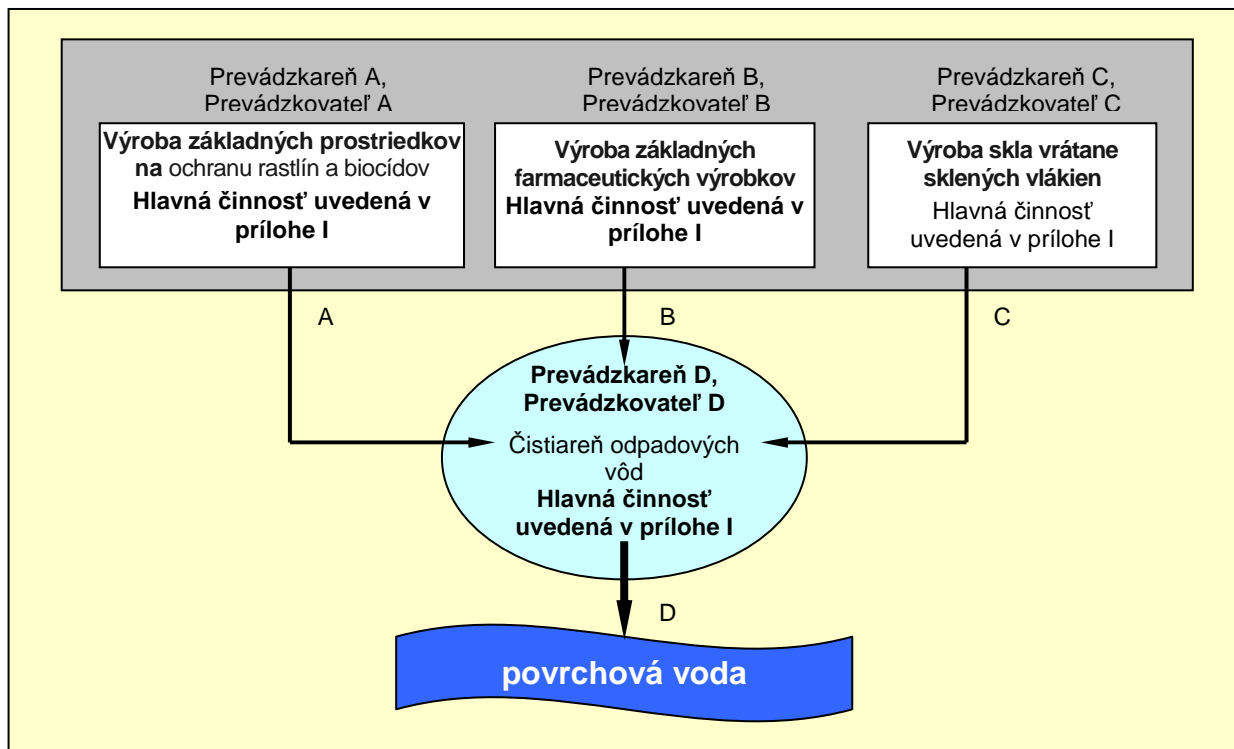 Prevádzkareň A,
Prevádzkovateľ A
Výroba základných prostriedkov
na ochranu rastlín a biocídov
Hlavná činnosť uvedená v
prílohe I
Prevádzkareň B,
Prevádzkovateľ B
Výroba základných
farmaceutických výrobkov
Hlavná činnosť uvedená v
prílohe I
Prevádzkareň C,
Prevádzkovateľ C
Výroba skla vrátane
sklených vlákien
Hlavná činnosť
uvedená v prílohe I
A
B
C
Prevádzkareň D,
Prevádzkovateľ D
Čistiareň odpadových
vôd
Hlavná činnosť
uvedená v prílohe I
D
povrchová voda